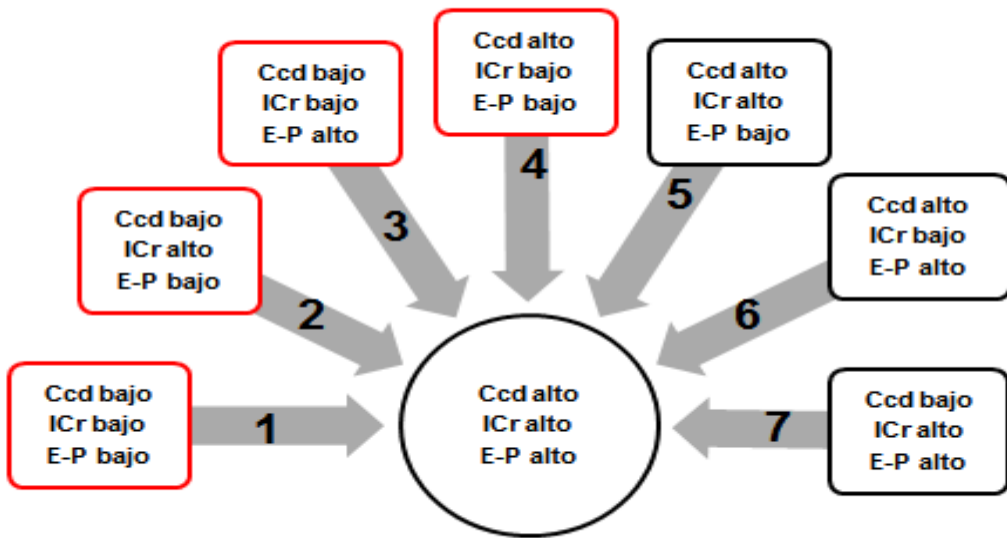 Ccd bajo
ICr bajo
E-P bajo
1
Ccd bajo
ICr alto
E-P bajo
2
Ccd bajo
ICr bajo
E-P alto
3
Ccd alto
ICr bajo
E-P bajo
4
Ccd alto
ICr alto
E-P bajo
5
Ccd alto
ICr bajo
E-P alto
6
Ccd bajo
ICr alto
E-P alto
7
Ccd alto
ICr alto
E-P alto